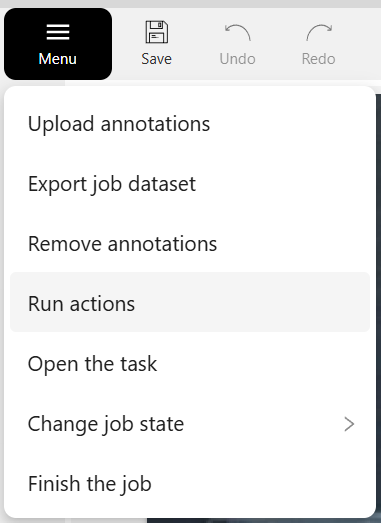 Menu
Save
Undo
Redo
Upload annotations
Export job dataset
Remove annotations
Run actions
Open the task
Change job state
Finish the job